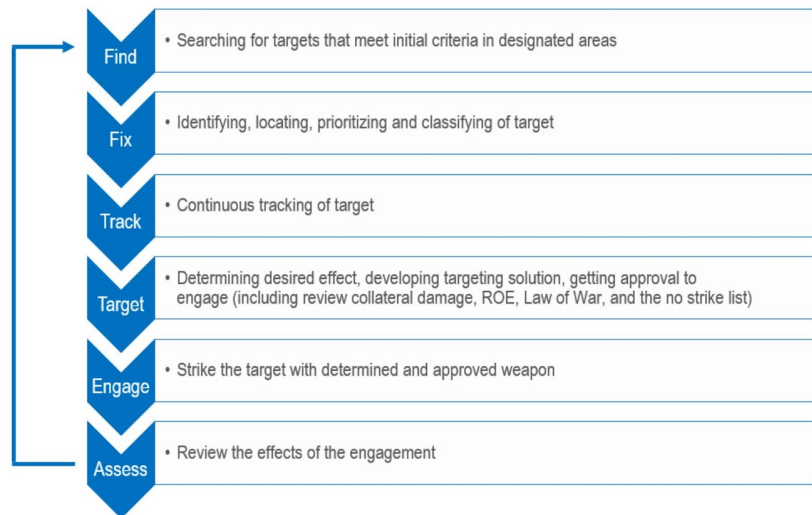 Find
• Searching for targets that meet initial criteria in designated areas
Fix
• Identifying, locating, prioritizing and classifying of target
Track
• Continuous tracking of target
Target
• Determining desired effect, developing targeting solution, getting approval to
engage (including review collateral damage, ROE, Law of War, and the no strike list)
Engage
• Strike the target with determined and approved weapon
Assess
• Review the effects of the engagement